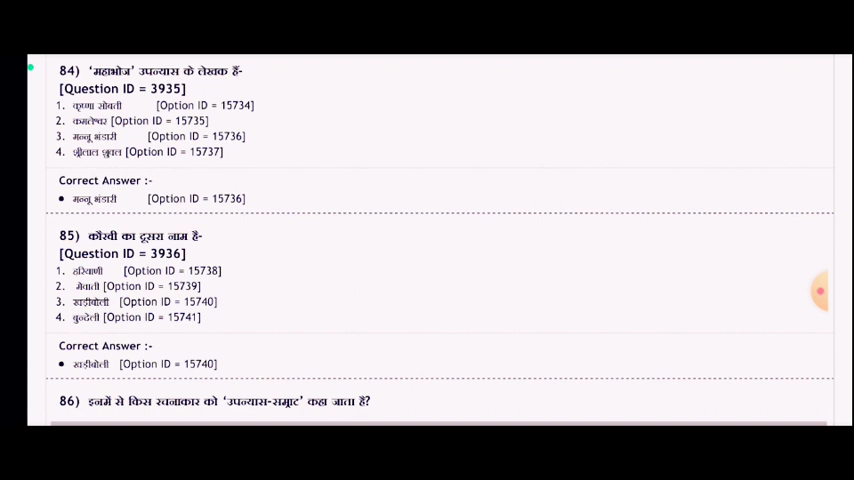 84) ‘महाभोज’ उपन्यास के लेखक हैं-
[Question ID = 3935]
1. कृष्णा सोबती [Option ID = 15734]
2. कमलेश्वर [Option ID = 15735]
3. मन्नू भंडारी [Option ID = 15736]
4. श्रीलाल शुक्ल [Option ID = 15737]
Correct Answer :-
• मन्नू भंडारी [Option ID = 15736]
85) कौरवी का दूसरा नाम है-
[Question ID = 3936]
1. हरियाणी [Option ID = 15738]
2. मेवाती [Option ID = 15739]
3. खड़ीबोली [Option ID = 15740]
4. बुन्देली [Option ID = 15741]
Correct Answer :-
• खड़ीबोली [Option ID = 15740]
86) इनमें से किस रचनाकार को ‘उपन्यास-सम्राट’ कहा जाता है?